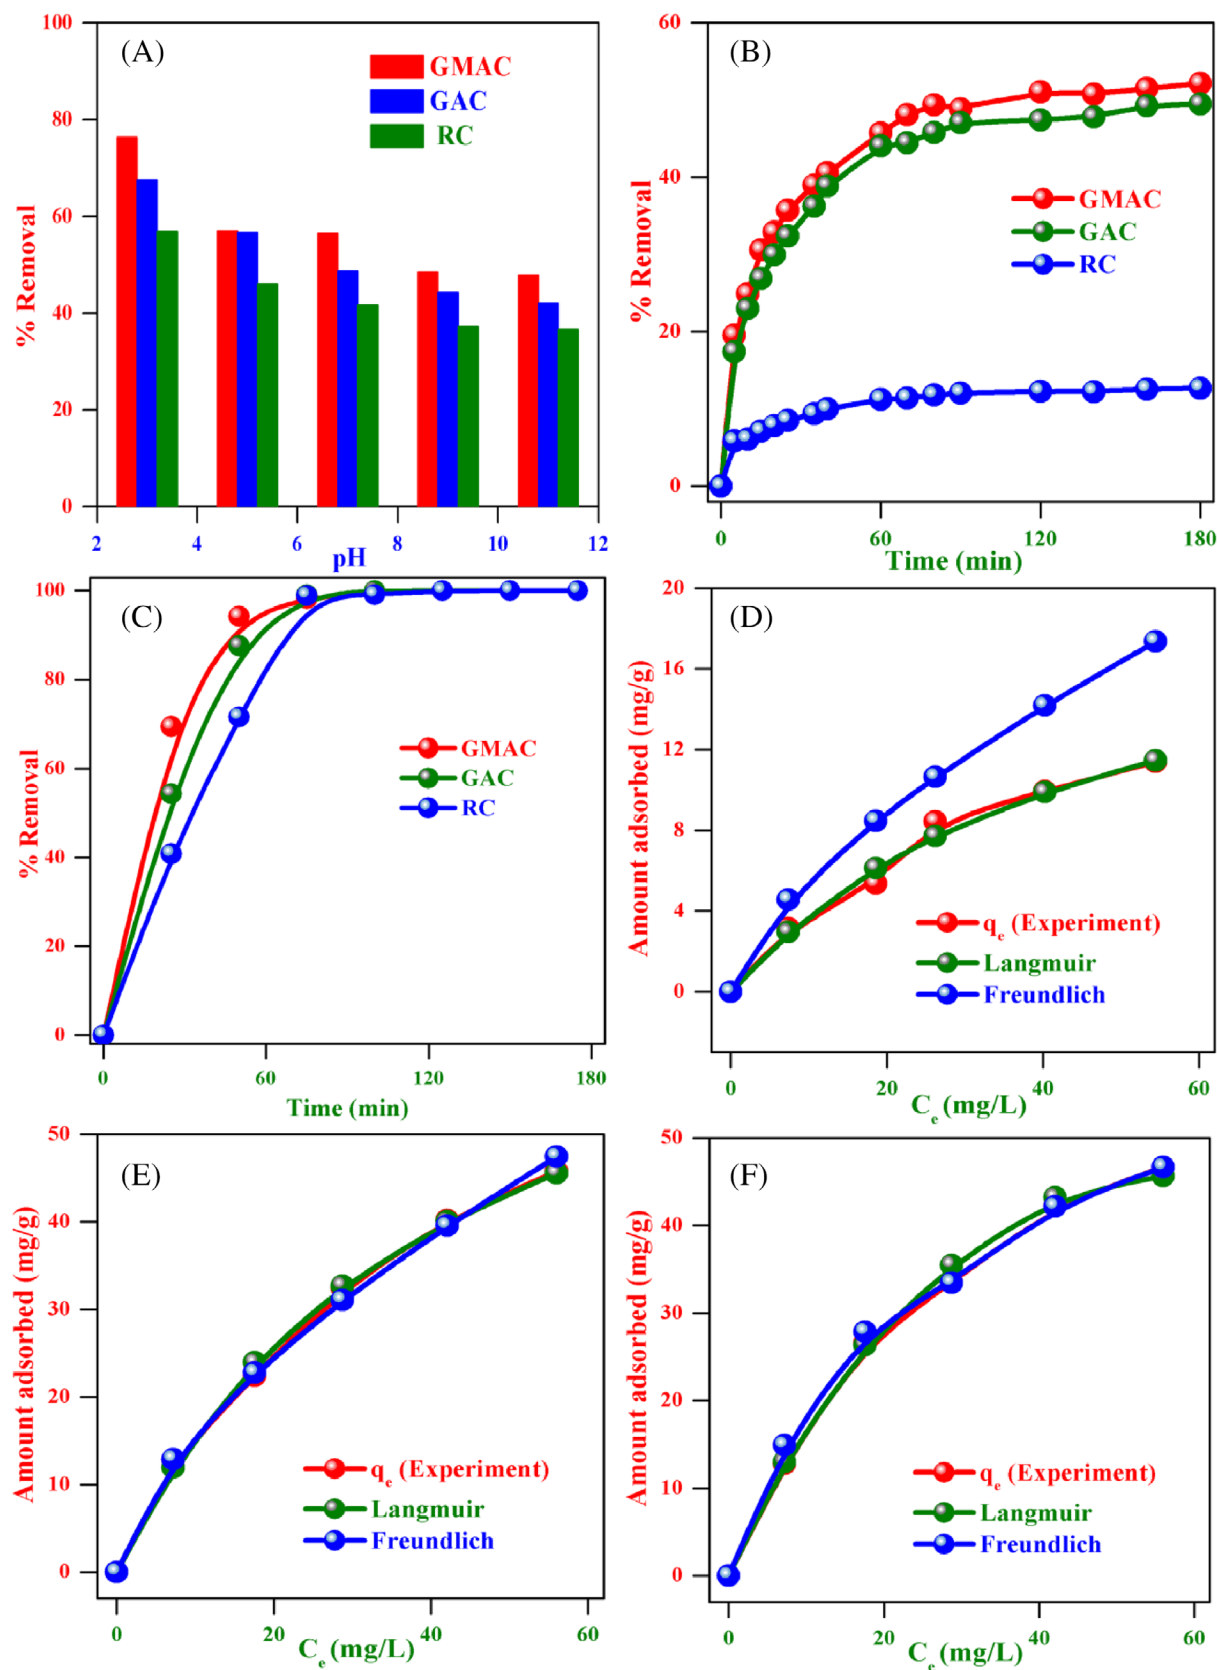 (A)
GMAC
GAC
RC
% Removal
100
80
60
40
20
0
2 4 6 8 10 12
pH
(B)
GMAC
GAC
RC
% Removal
60
40
20
0
0 60 120 180
Time (min)
(C)
GMAC
GAC
RC
% Removal
100
80
60
40
20
0
0 60 120 180
Time (min)
(D)
qe (Experiment)
Langmuir
Freundlich
Amount adsorbed (mg/g)
20
16
12
8
4
0
0 20 40 60
Ce (mg/L)
(E)
qe (Experiment)
Langmuir
Freundlich
Amount adsorbed (mg/g)
50
40
30
20
10
0
0 20 40 60
Ce (mg/L)
(F)
qe (Experiment)
Langmuir
Freundlich
Amount adsorbed (mg/g)
50
40
30
20
10
0
0 20 40 60
Ce (mg/L)